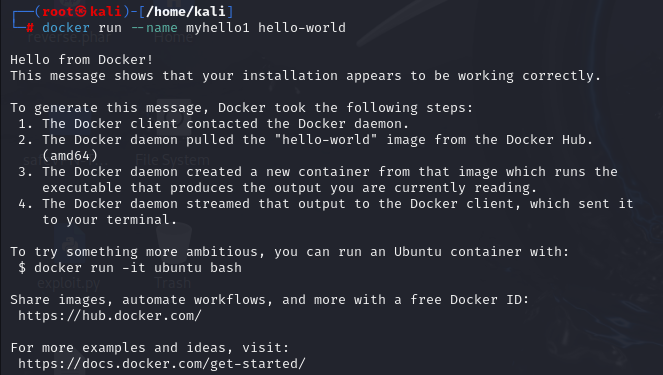 ┌──(root㉿kali)-[/home/kali]
└─# docker run --name myhello1 hello-world

Hello from Docker!
This message shows that your installation appears to be working correctly.

To generate this message, Docker took the following steps:
 1. The Docker client contacted the Docker daemon.
 2. The Docker daemon pulled the "hello-world" image from the Docker Hub.
    (amd64)
 3. The Docker daemon created a new container from that image which runs the
    executable that produces the output you are currently reading.
 4. The Docker daemon streamed that output to the Docker client, which sent it
    to your terminal.

To try something more ambitious, you can run an Ubuntu container with:
 $ docker run -it ubuntu bash

Share images, automate workflows, and more with a free Docker ID:
 https://hub.docker.com/

For more examples and ideas, visit:
 https://docs.docker.com/get-started/

Home
File System
exploit.py
Trash